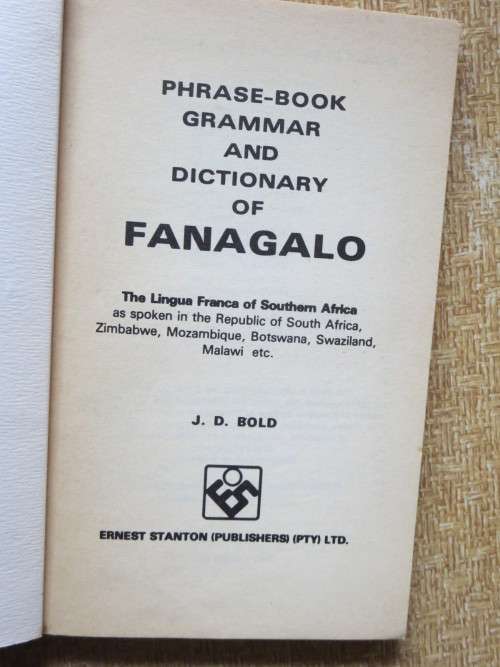 PHRASE-BOOK
GRAMMAR
AND
DICTIONARY
OF
FANAGALO
The Lingua Franca of Southern Africa
as spoken in the Republic of South Africa,
Zimbabwe, Mozambique, Botswana, Swaziland,
Malawi etc.
J. D. BOLD
ERNEST STANTON (PUBLISHERS) (PTY) LTD.